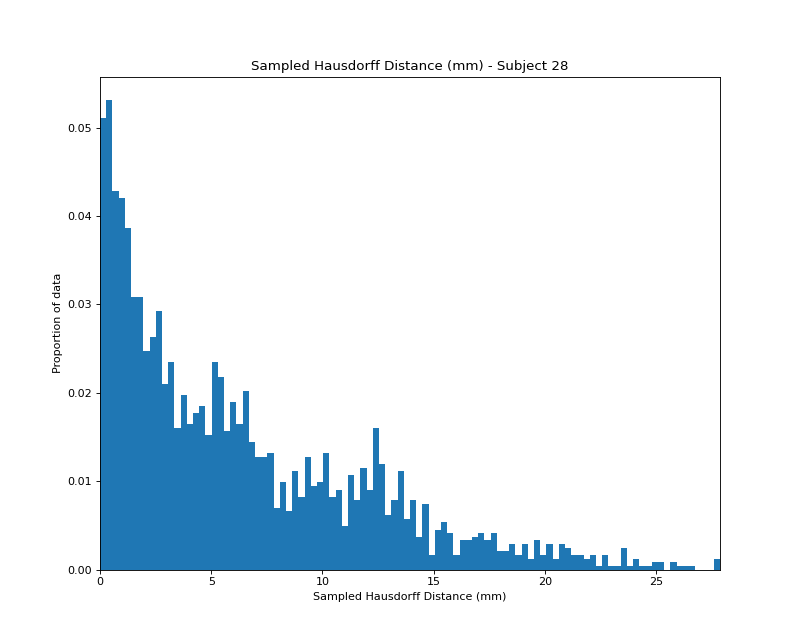 Sampled Hausdorff Distance (mm) - Subject 28
0.05
0.04
0.03
0.02
0.01
0.00
Proportion of data
0 5 10 15 20 25
Sampled Hausdorff Distance (mm)